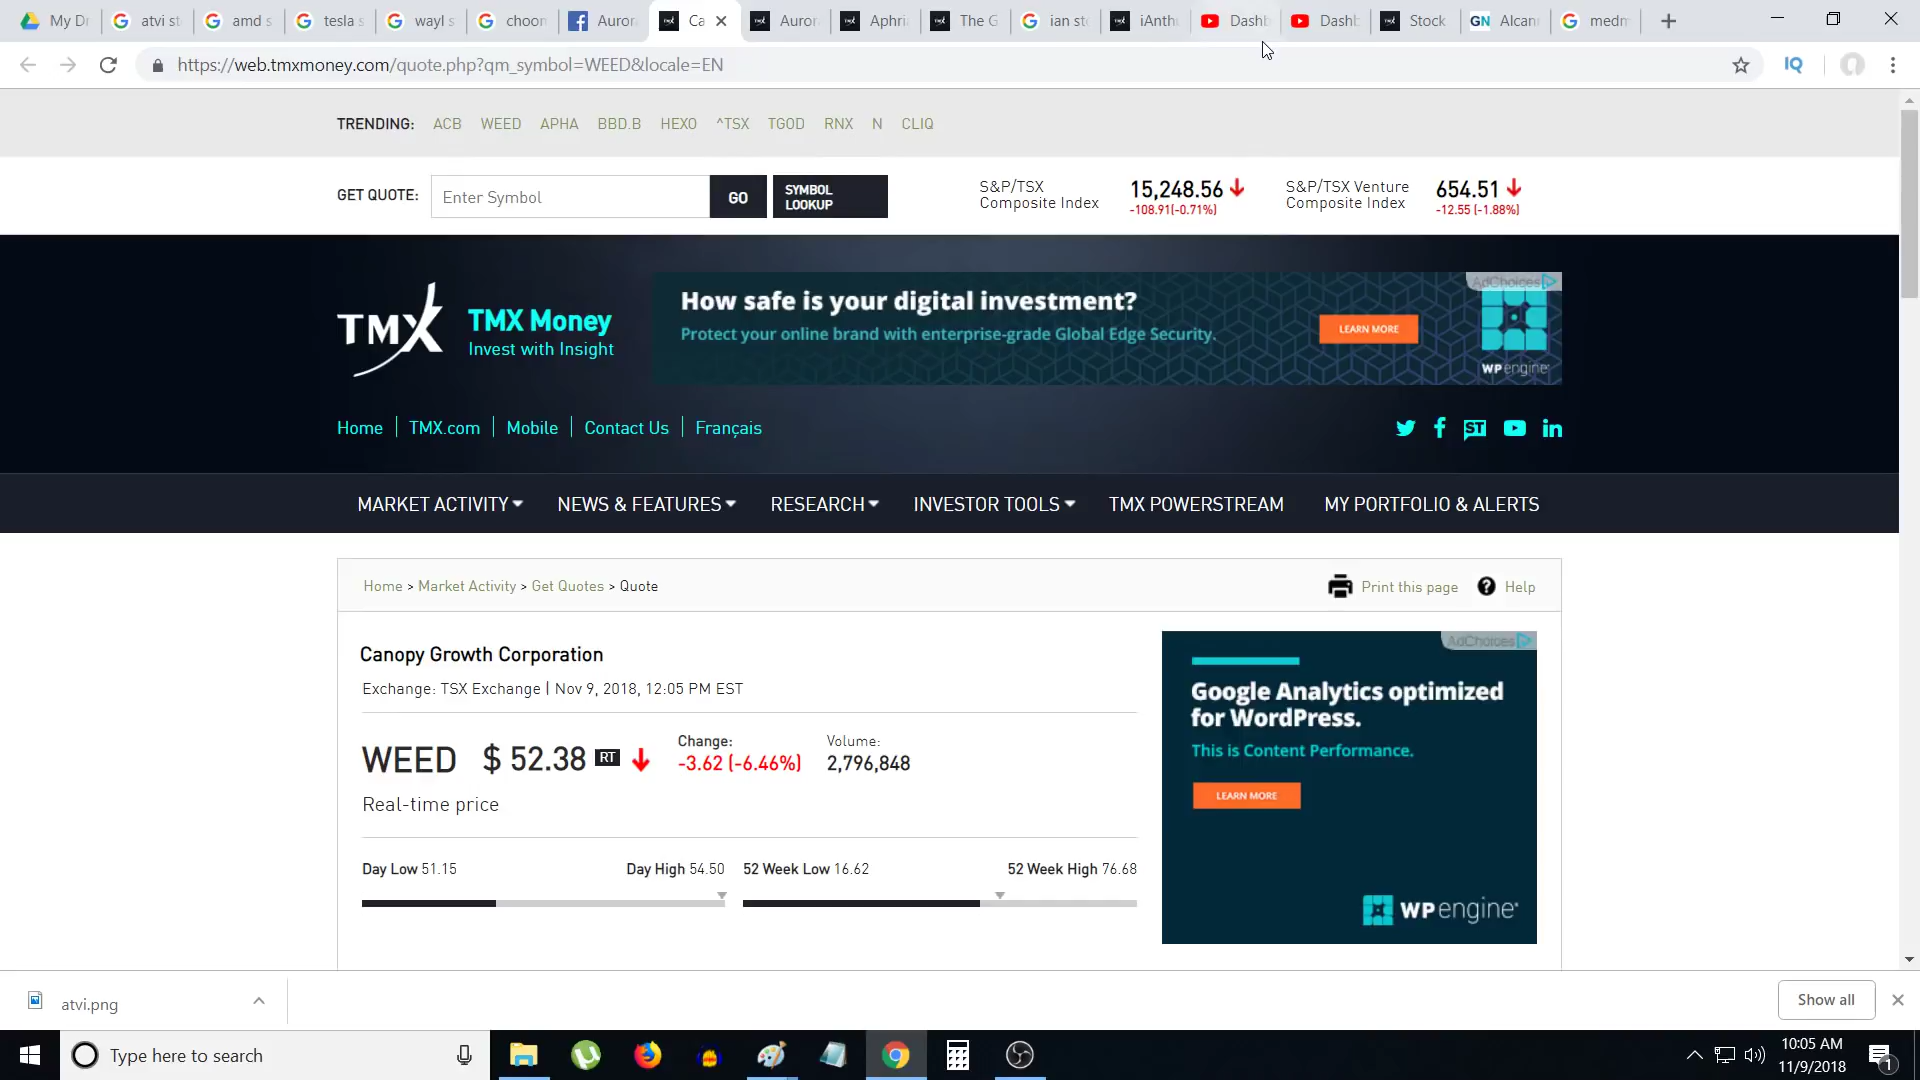 My Dr
atvi st
amd s
tesla s
wayl s
choom
Auror
Ca
Auror
Aphri
The G
ian sto
iAnthu
Dashb
Dashb
Stock
GN Alcann
medm
https://web.tmxmoney.com/quote.php?qm_symbol=WEED&locale=EN
IQ
TRENDING: ACB WEED APHA BBD.B HEXO ^TSX TGOD RNX N CLIQ
GET QUOTE: Enter Symbol GO SYMBOL LOOKUP
S&P/TSX Composite Index
15,248.56
-108.91(-0.71%)
S&P/TSX Venture Composite Index
654.51
-12.55 (-1.88%)
TMX
TMX Money
Invest with Insight
How safe is your digital investment?
Protect your online brand with enterprise-grade Global Edge Security.
LEARN MORE
AdChoices
WP engine
Home | TMX.com | Mobile | Contact Us | Français
ST
MARKET ACTIVITY NEWS & FEATURES RESEARCH INVESTOR TOOLS TMX POWERSTREAM MY PORTFOLIO & ALERTS
Home > Market Activity > Get Quotes > Quote
Print this page
Help
Canopy Growth Corporation
Exchange: TSX Exchange | Nov 9, 2018, 12:05 PM EST
WEED $ 52.38 RT
Change:
-3.62 (-6.46%)
Volume:
2,796,848
Real-time price
Day Low 51.15
Day High 54.50
52 Week Low 16.62
52 Week High 76.68
AdChoices
Google Analytics optimized
for WordPress.
This is Content Performance.
LEARN MORE
WP engine
atvi.png
Show all
Type here to search
10:05 AM
11/9/2018
1